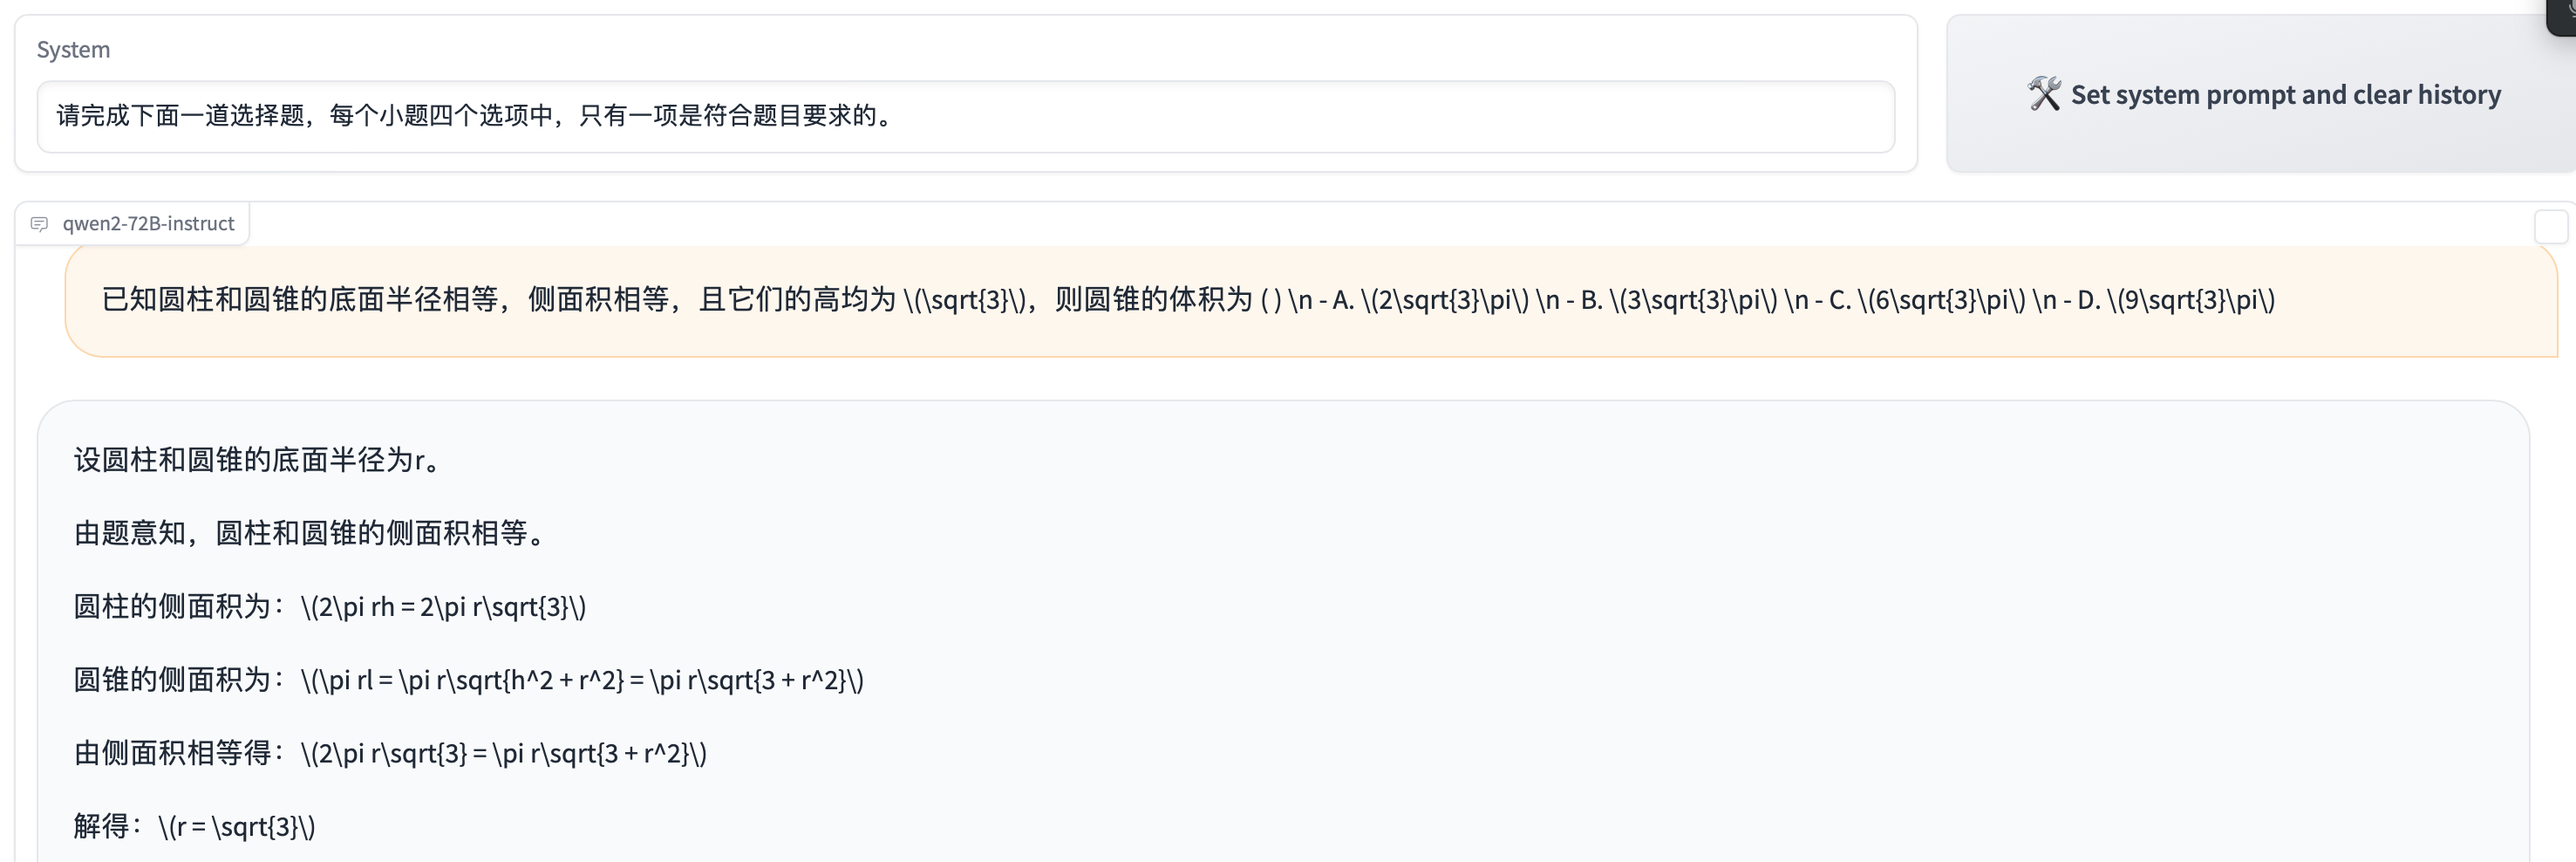 System
请完成下面一道选择题，每个小题四个选项中，只有一项是符合题目要求的。
🛠 Set system prompt and clear history
qwen2-72B-instruct
已知圆柱和圆锥的底面半径相等，侧面积相等，且它们的高均为 \(\sqrt{3}\)，则圆锥的体积为 ( ) \n - A. \(2\sqrt{3}\pi\) \n - B. \(3\sqrt{3}\pi\) \n - C. \(6\sqrt{3}\pi\) \n - D. \(9\sqrt{3}\pi\)
设圆柱和圆锥的底面半径为r。
由题意知，圆柱和圆锥的侧面积相等。
圆柱的侧面积为：\(2\pi rh = 2\pi r\sqrt{3}\)
圆锥的侧面积为：\(\pi rl = \pi r\sqrt{h^2 + r^2} = \pi r\sqrt{3 + r^2}\)
由侧面积相等得：\(2\pi r\sqrt{3} = \pi r\sqrt{3 + r^2}\)
解得：\(r = \sqrt{3}\)